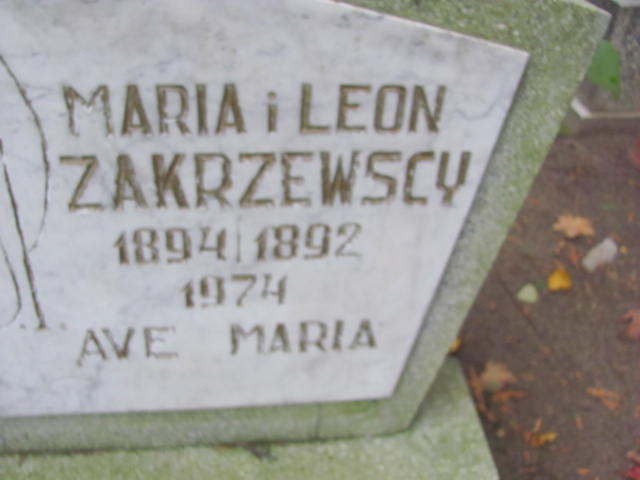 MARIA i LEON
ZAKRZEWSCY
1894 | 1892
1974
AVE MARIA